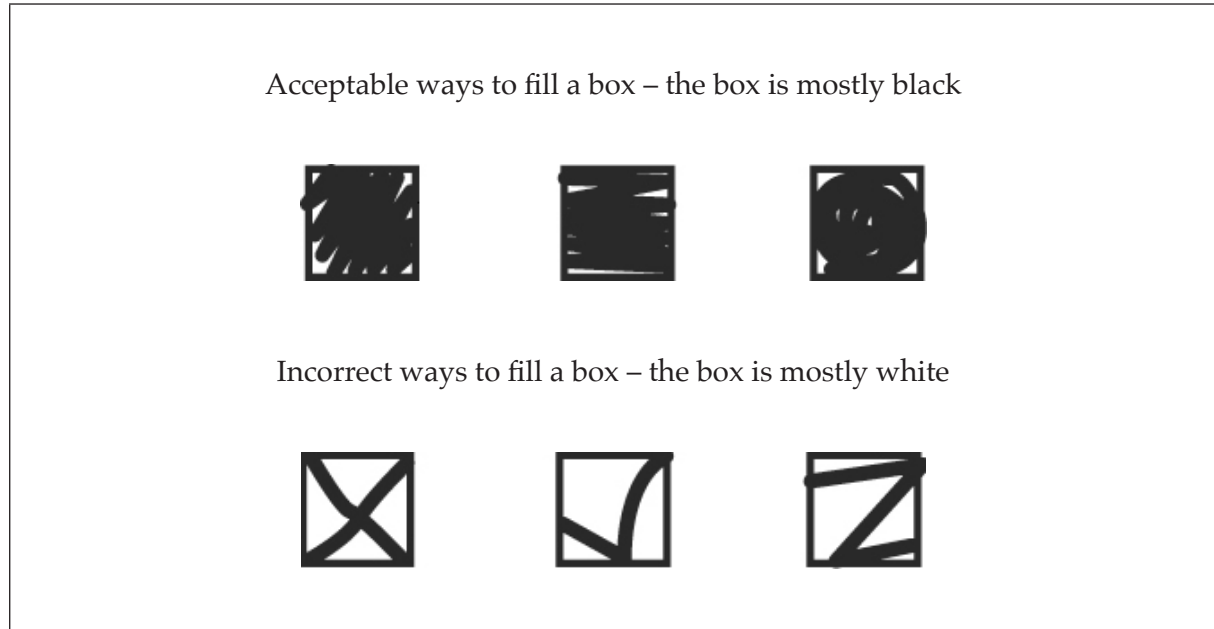 Acceptable ways to fill a box – the box is mostly black
Incorrect ways to fill a box – the box is mostly white